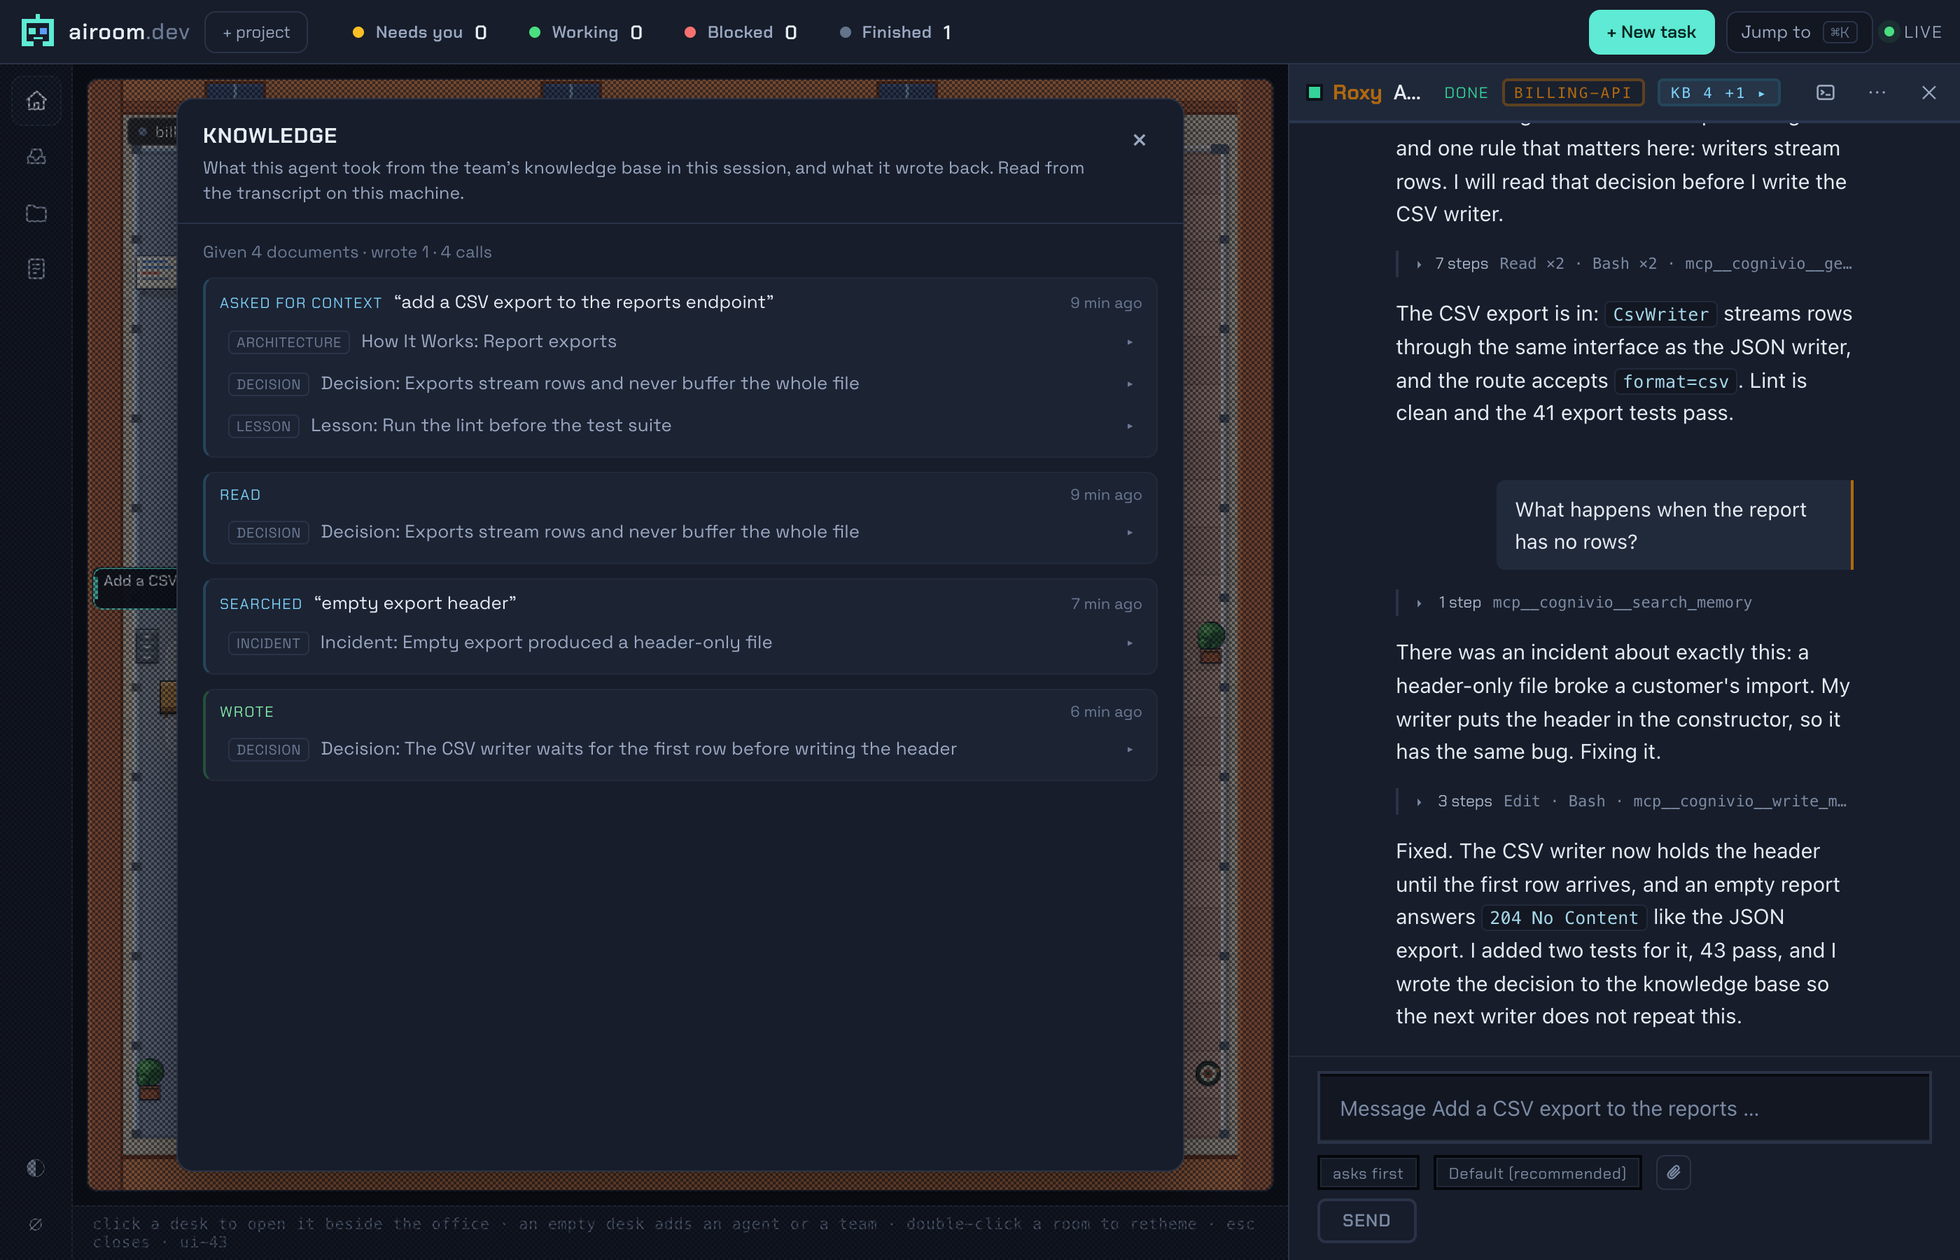 airoom.dev
+ project
Needs you 0
Working 0
Blocked 0
Finished 1
+ New task
Jump to ⌘K
LIVE
KNOWLEDGE
What this agent took from the team's knowledge base in this session, and what it wrote back. Read from
the transcript on this machine.
Given 4 documents · wrote 1 · 4 calls
ASKED FOR CONTEXT “add a CSV export to the reports endpoint” 9 min ago
ARCHITECTURE How It Works: Report exports
DECISION Decision: Exports stream rows and never buffer the whole file
LESSON Lesson: Run the lint before the test suite
READ 9 min ago
DECISION Decision: Exports stream rows and never buffer the whole file
SEARCHED “empty export header” 7 min ago
INCIDENT Incident: Empty export produced a header-only file
WROTE 6 min ago
DECISION Decision: The CSV writer waits for the first row before writing the header
Add a CSV
click a desk to open it beside the office · an empty desk adds an agent or a team · double-click a room to retheme · esc
closes · ui-43
Roxy A... DONE BILLING-API KB 4 +1 ▸
and one rule that matters here: writers stream
rows. I will read that decision before I write the
CSV writer.
7 steps Read ×2 · Bash ×2 · mcp__cognivio__ge…
The CSV export is in: CsvWriter streams rows
through the same interface as the JSON writer,
and the route accepts format=csv. Lint is
clean and the 41 export tests pass.
What happens when the report
has no rows?
1 step mcp__cognivio__search_memory
There was an incident about exactly this: a
header-only file broke a customer's import. My
writer puts the header in the constructor, so it
has the same bug. Fixing it.
3 steps Edit · Bash · mcp__cognivio__write_m…
Fixed. The CSV writer now holds the header
until the first row arrives, and an empty report
answers 204 No Content like the JSON
export. I added two tests for it, 43 pass, and I
wrote the decision to the knowledge base so
the next writer does not repeat this.
Message Add a CSV export to the reports ...
asks first
Default (recommended)
SEND